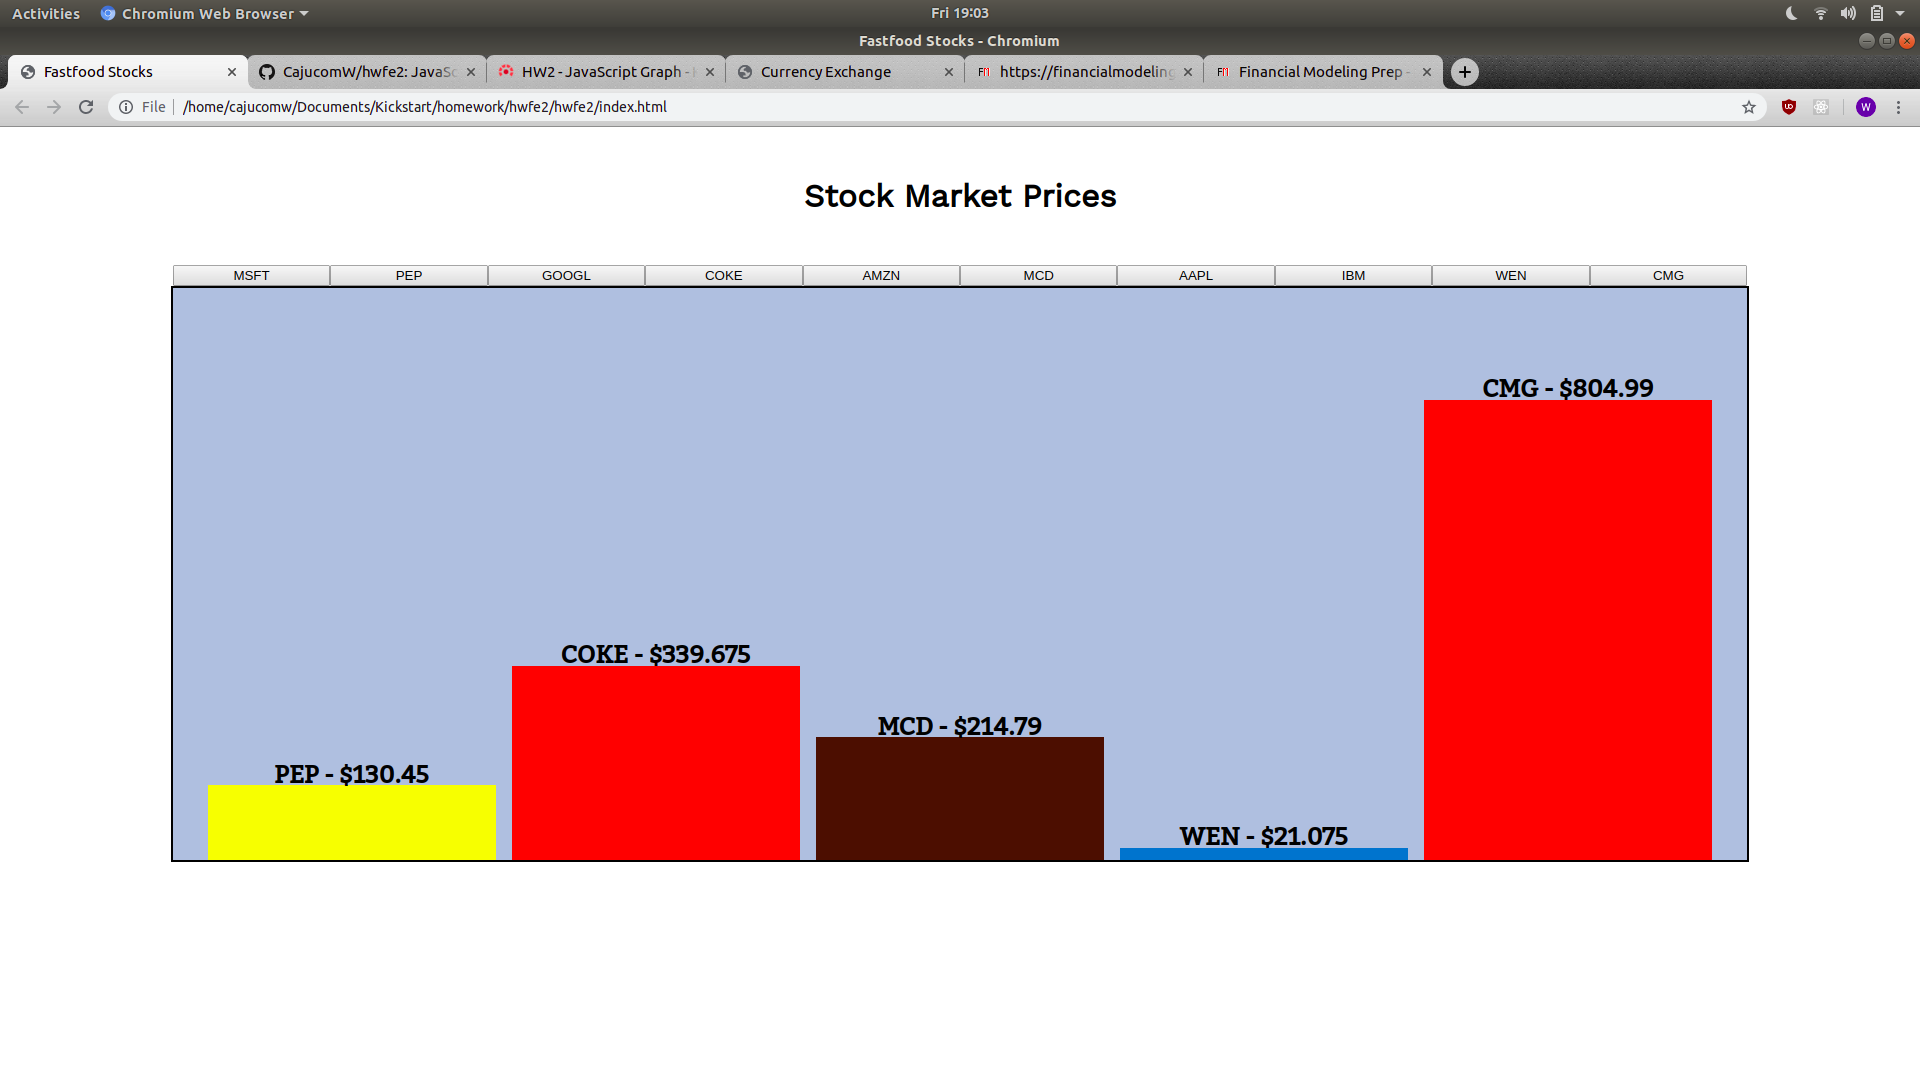 Activities Chromium Web Browser Fri 19:03
Fastfood Stocks - Chromium
Fastfood Stocks CajucomW/hwfe2: JavaSc HW2 - JavaScript Graph - Currency Exchange https://financialmodeling Financial Modeling Prep -
File /home/cajucomw/Documents/Kickstart/homework/hwfe2/hwfe2/index.html W
Stock Market Prices
MSFT PEP GOOGL COKE AMZN MCD AAPL IBM WEN CMG
CMG - $804.99
COKE - $339.675
MCD - $214.79
PEP - $130.45
WEN - $21.075